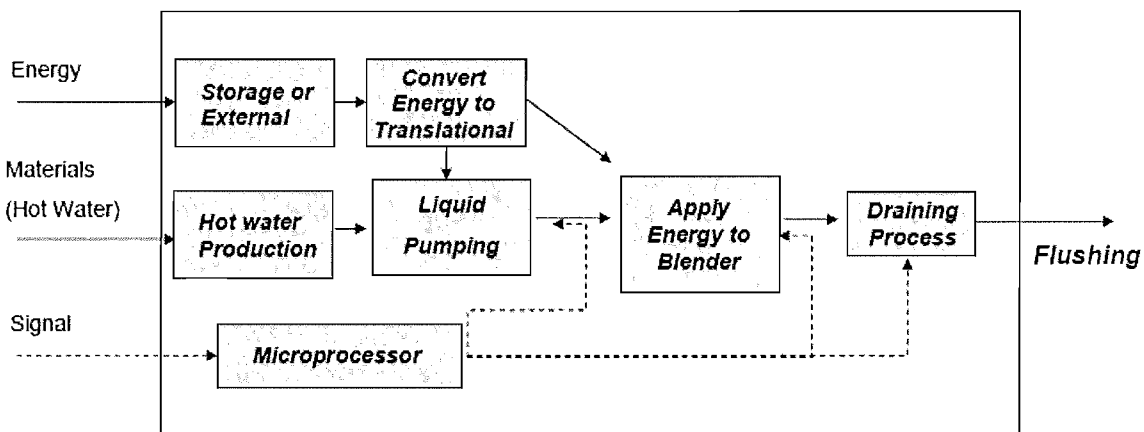 Energy
Storage or
External
Convert
Energy to
Translational
Materials
(Hot Water)
Hot water
Production
Liquid
Pumping
Apply
Energy to
Blender
Draining
Process
Flushing
Signal
Microprocessor